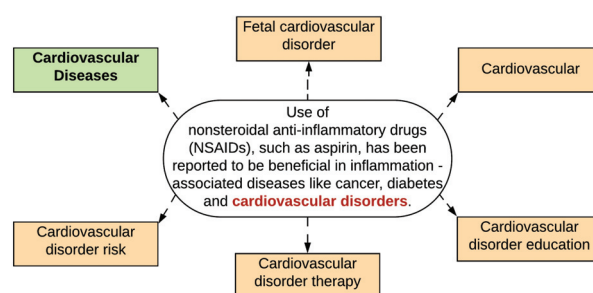 Fetal cardiovascular
disorder
Cardiovascular
Diseases
Cardiovascular
Use of
nonsteroidal anti-inflammatory drugs
(NSAIDs), such as aspirin, has been
reported to be beneficial in inflammation -
associated diseases like cancer, diabetes
and cardiovascular disorders.
Cardiovascular
disorder risk
Cardiovascular
disorder therapy
Cardiovascular
disorder education